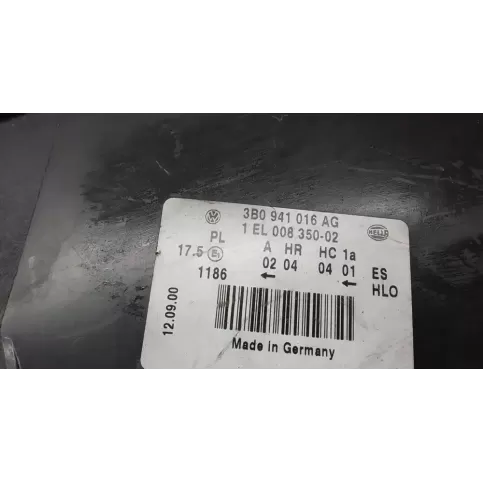 3B0 941 016 AG
1 EL 008 350-02
HELLA
PL A HR HC 1a
17.5 E1 02 04 04 01 ES
1186 ← ← HLO
12.09.00
Made in Germany